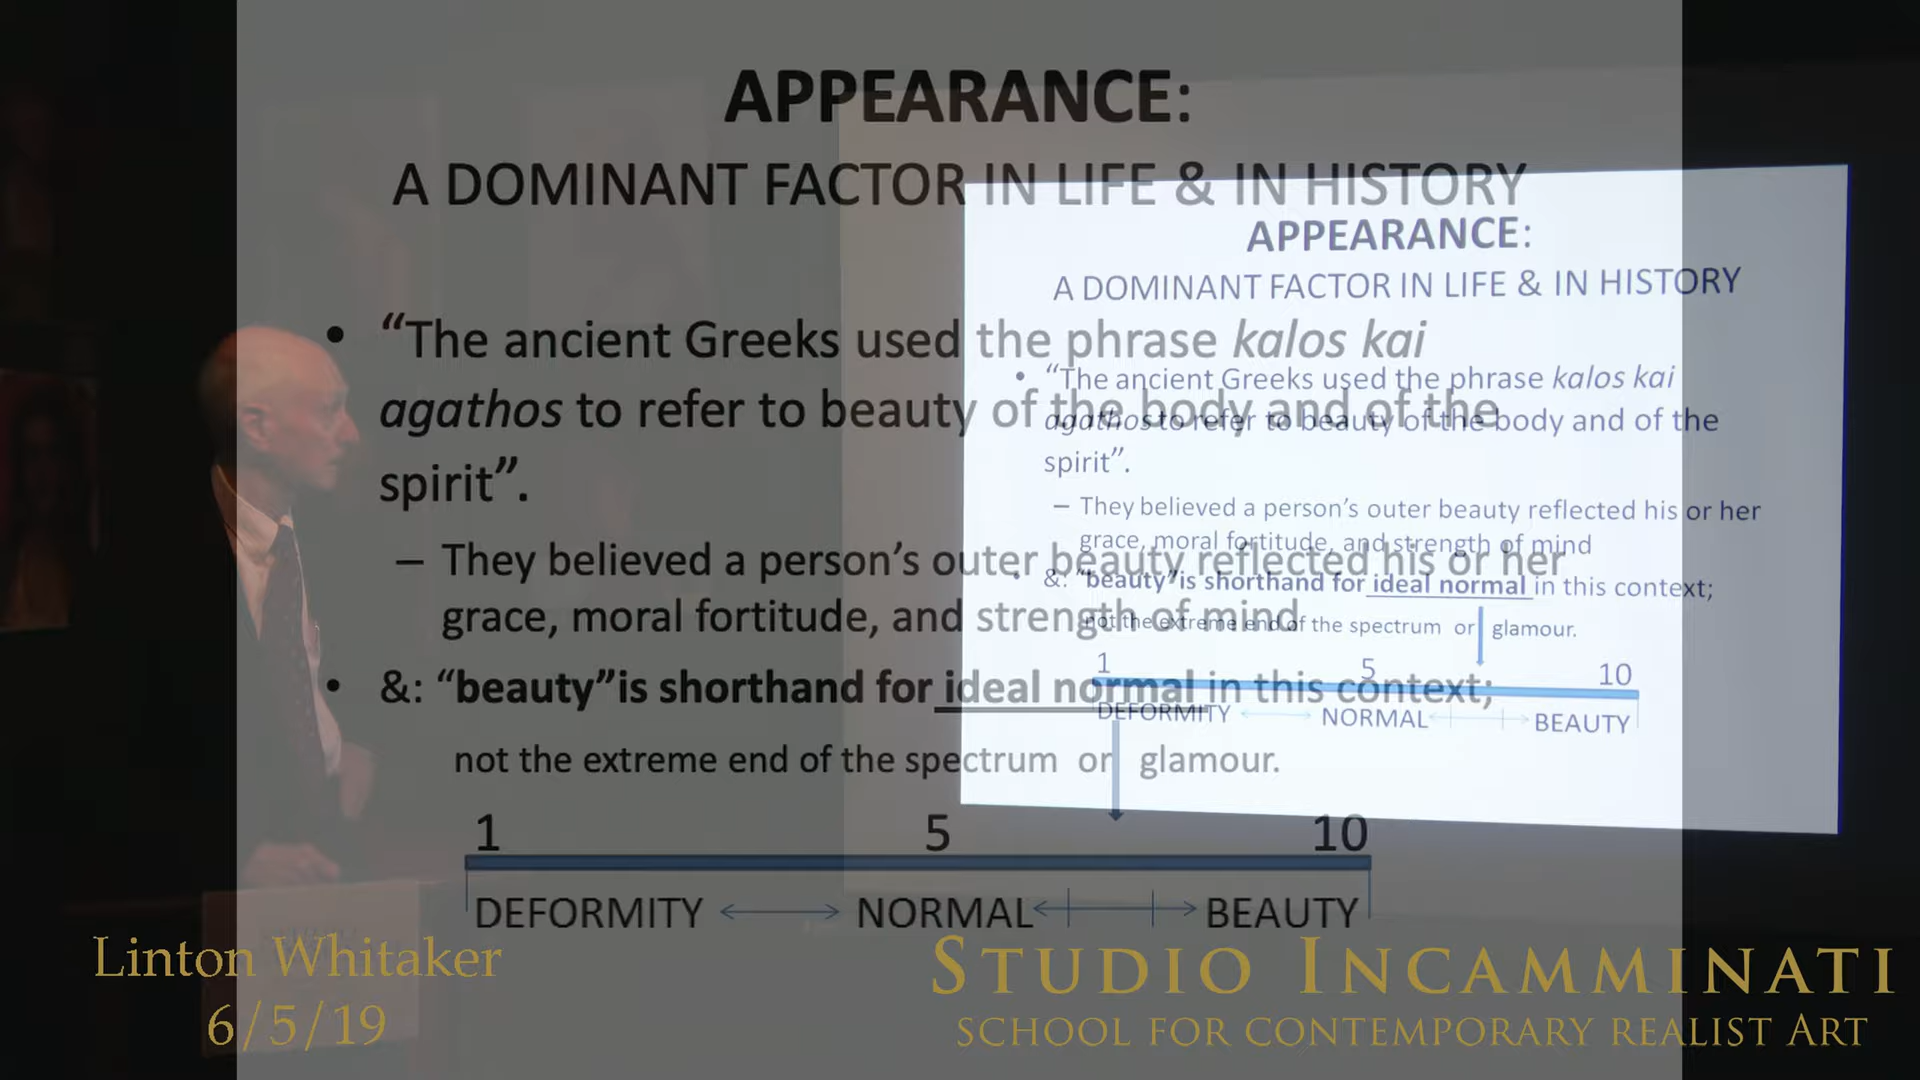 APPEARANCE:
A DOMINANT FACTOR IN LIFE & IN HISTORY
• “The ancient Greeks used the phrase kalos kai
agathos to refer to beauty of the body and of the
spirit”.
– They believed a person’s outer beauty reflected his or her
grace, moral fortitude, and strength of mind
• &: “beauty”is shorthand for ideal normal in this context;
not the extreme end of the spectrum or glamour.
1 5 10
DEFORMITY NORMAL BEAUTY
APPEARANCE:
A DOMINANT FACTOR IN LIFE & IN HISTORY
• “The ancient Greeks used the phrase kalos kai
agathos to refer to beauty of the body and of the
spirit”.
– They believed a person’s outer beauty reflected his or her
grace, moral fortitude, and strength of mind
• &: “beauty”is shorthand for ideal normal in this context;
not the extreme end of the spectrum or glamour.
1 5 10
DEFORMITY NORMAL BEAUTY
Linton Whitaker
6/5/19
STUDIO INCAMMINATI
SCHOOL FOR CONTEMPORARY REALIST ART